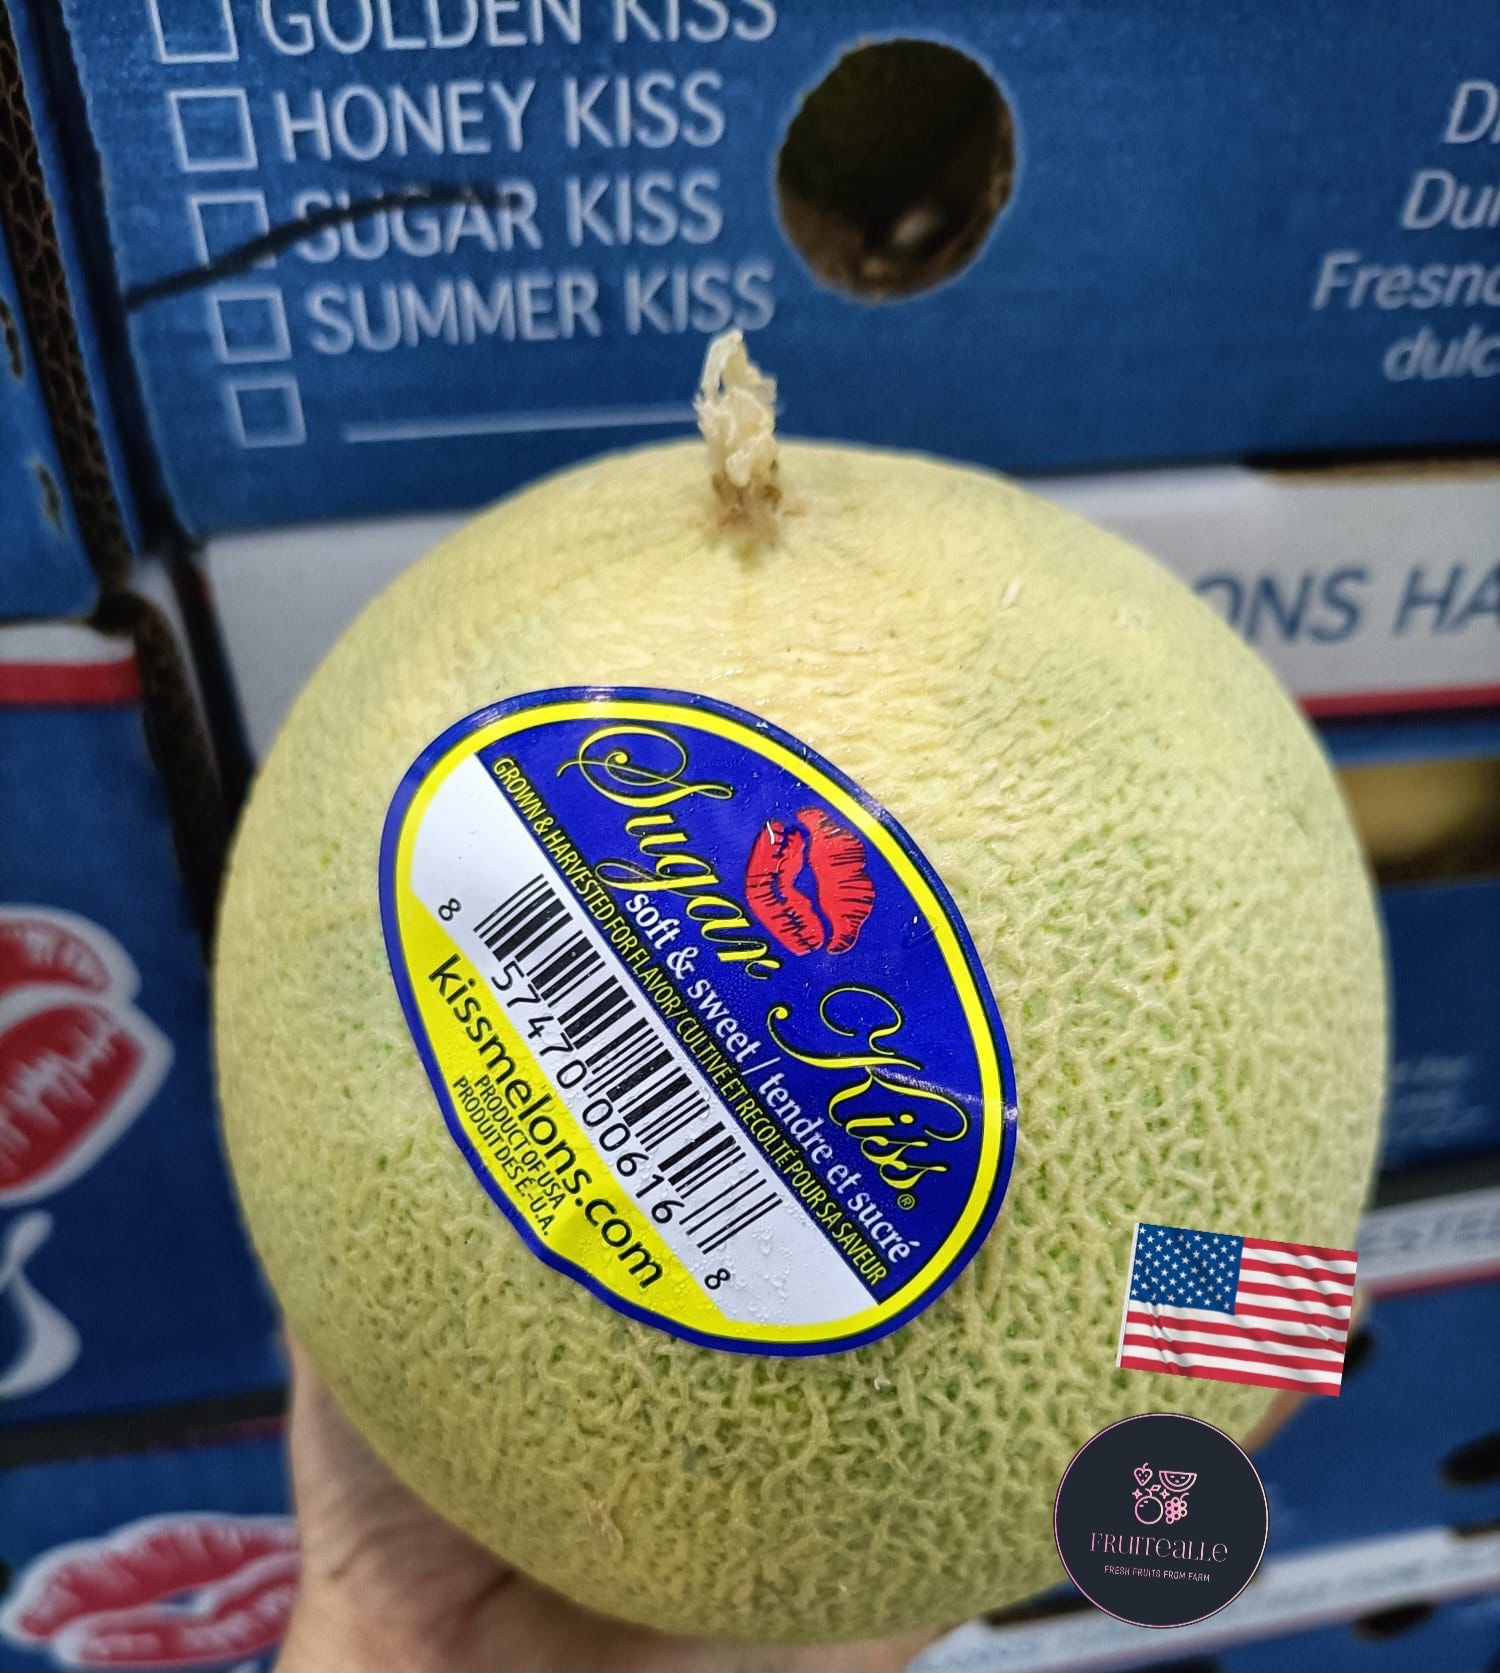 GOLDEN KISS
HONEY KISS
SUGAR KISS
SUMMER KISS
Fresno
dulc
ONS HA
Sugar Kiss®
soft & sweet / tendre et sucré
GROWN & HARVESTED FOR FLAVOR / CULTIVÉ ET RECOLTÉ POUR SA SAVEUR
8 57470 00616 8
kissmelons.com
PRODUCT OF USA
PRODUIT DES É.-U.A.
FRUITEALLE
FRESH FRUITS FROM FARM